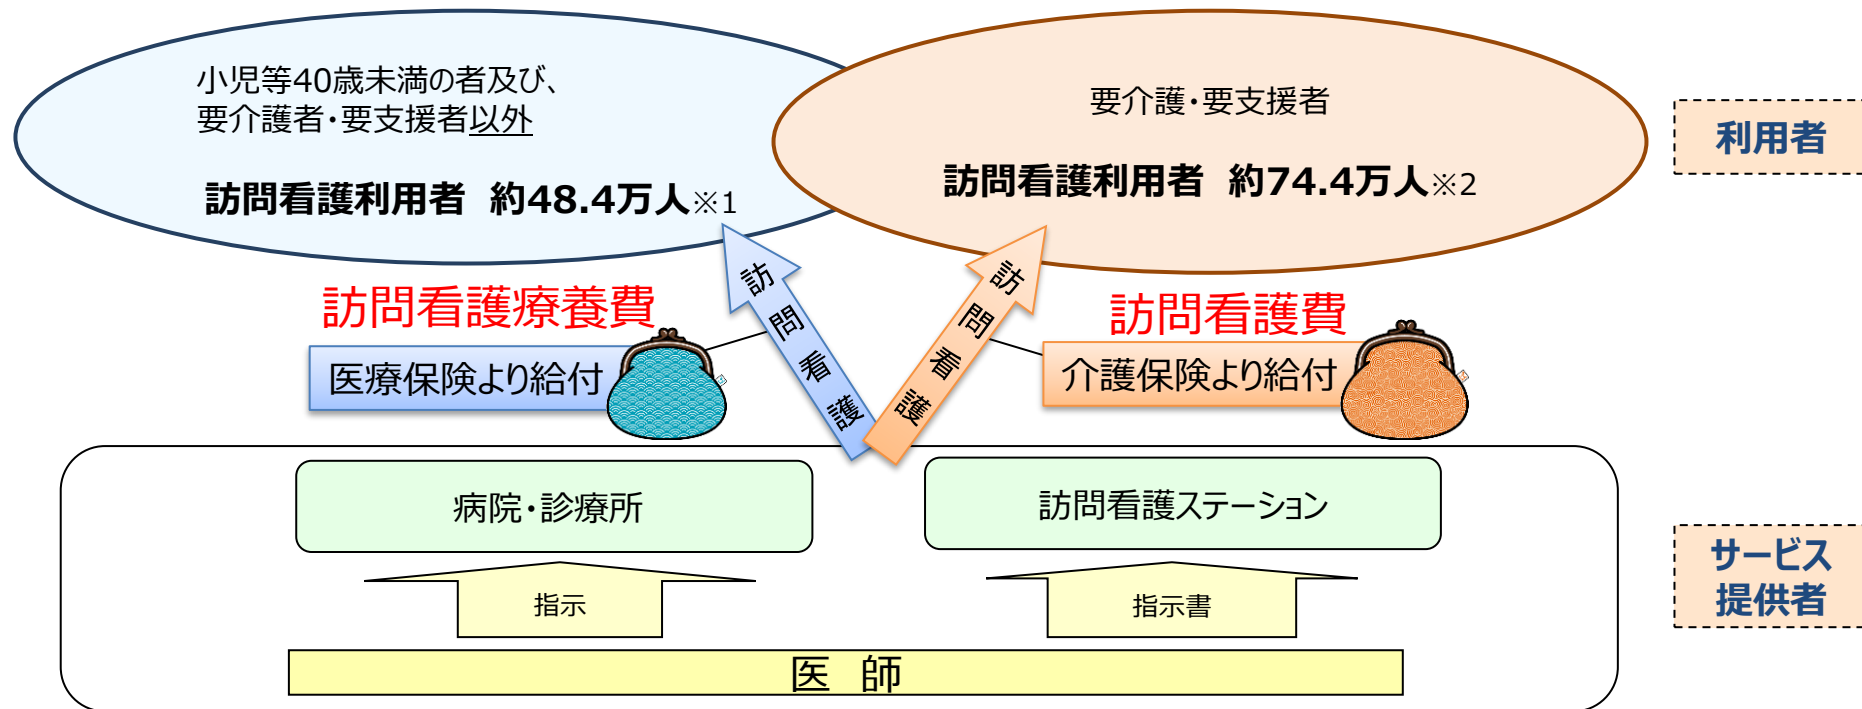 小児等40歳未満の者及び、
要介護者・要支援者以外
訪問看護利用者 約48.4万人※1
要介護・要支援者
訪問看護利用者 約74.4万人※2
利用者
訪問看護療養費
医療保険より給付
訪問看護
訪問看護
訪問看護費
介護保険より給付
病院・診療所
訪問看護ステーション
サービス
提供者
指示
指示書
医 師